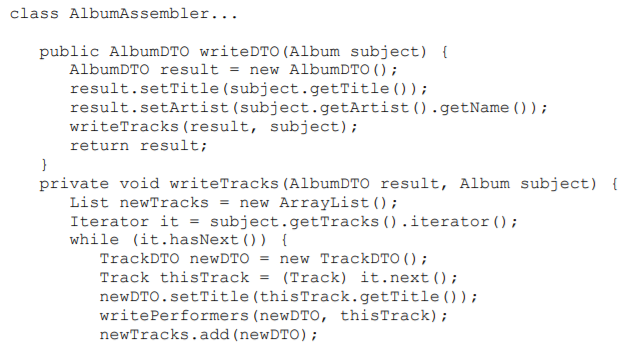 class AlbumAssembler...
public AlbumDTO writeDTO(Album subject) {
AlbumDTO result = new AlbumDTO();
result.setTitle(subject.getTitle());
result.setArtist(subject.getArtist().getName());
writeTracks(result, subject);
return result;
}
private void writeTracks(AlbumDTO result, Album subject) {
List newTracks = new ArrayList();
Iterator it = subject.getTracks().iterator();
while (it.hasNext()) {
TrackDTO newDTO = new TrackDTO();
Track thisTrack = (Track) it.next();
newDTO.setTitle(thisTrack.getTitle());
writePerformers(newDTO, thisTrack);
newTracks.add(newDTO);